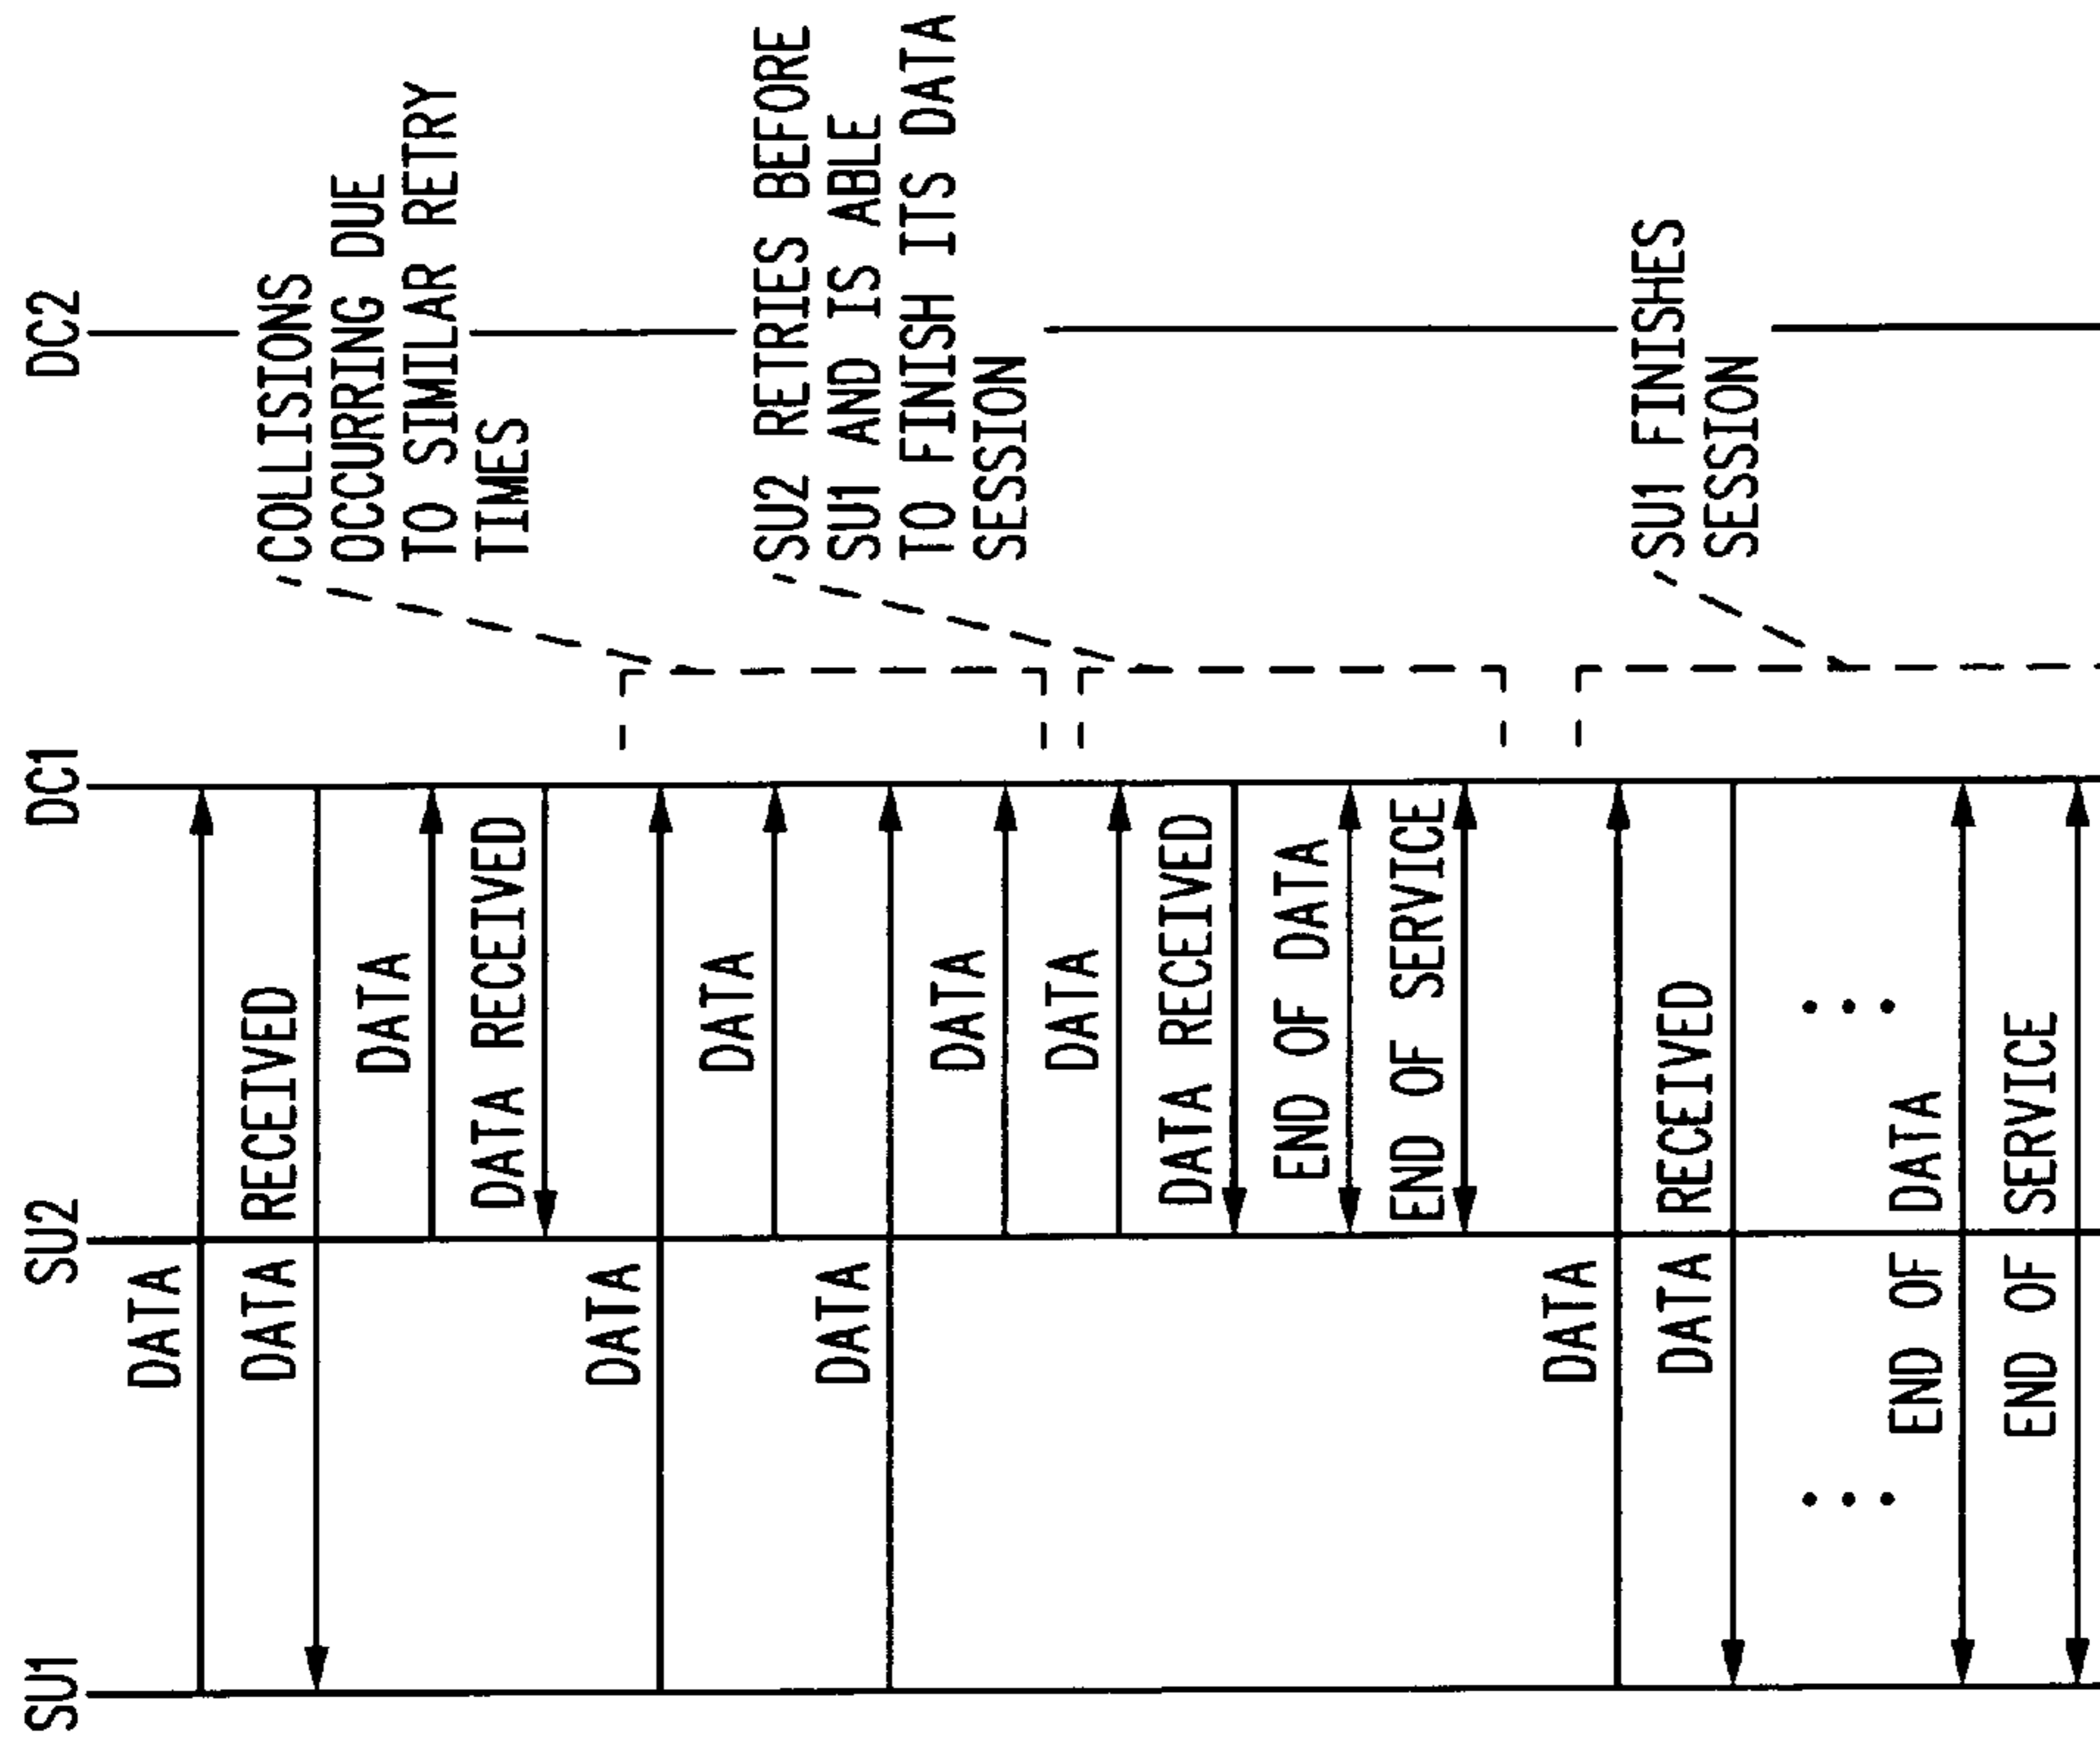 SU1
SU2
DC1
DC2
DATA
DATA RECEIVED
DATA
DATA RECEIVED
DATA
DATA
DATA
DATA
COLLISIONS
OCCURRING DUE
TO SIMILAR RETRY
TIMES
DATA
DATA RECEIVED
END OF DATA
END OF SERVICE
SU2 RETRIES BEFORE
SU1 AND IS ABLE
TO FINISH ITS DATA
SESSION
DATA
DATA RECEIVED
END OF DATA
END OF SERVICE
SU1 FINISHES
SESSION